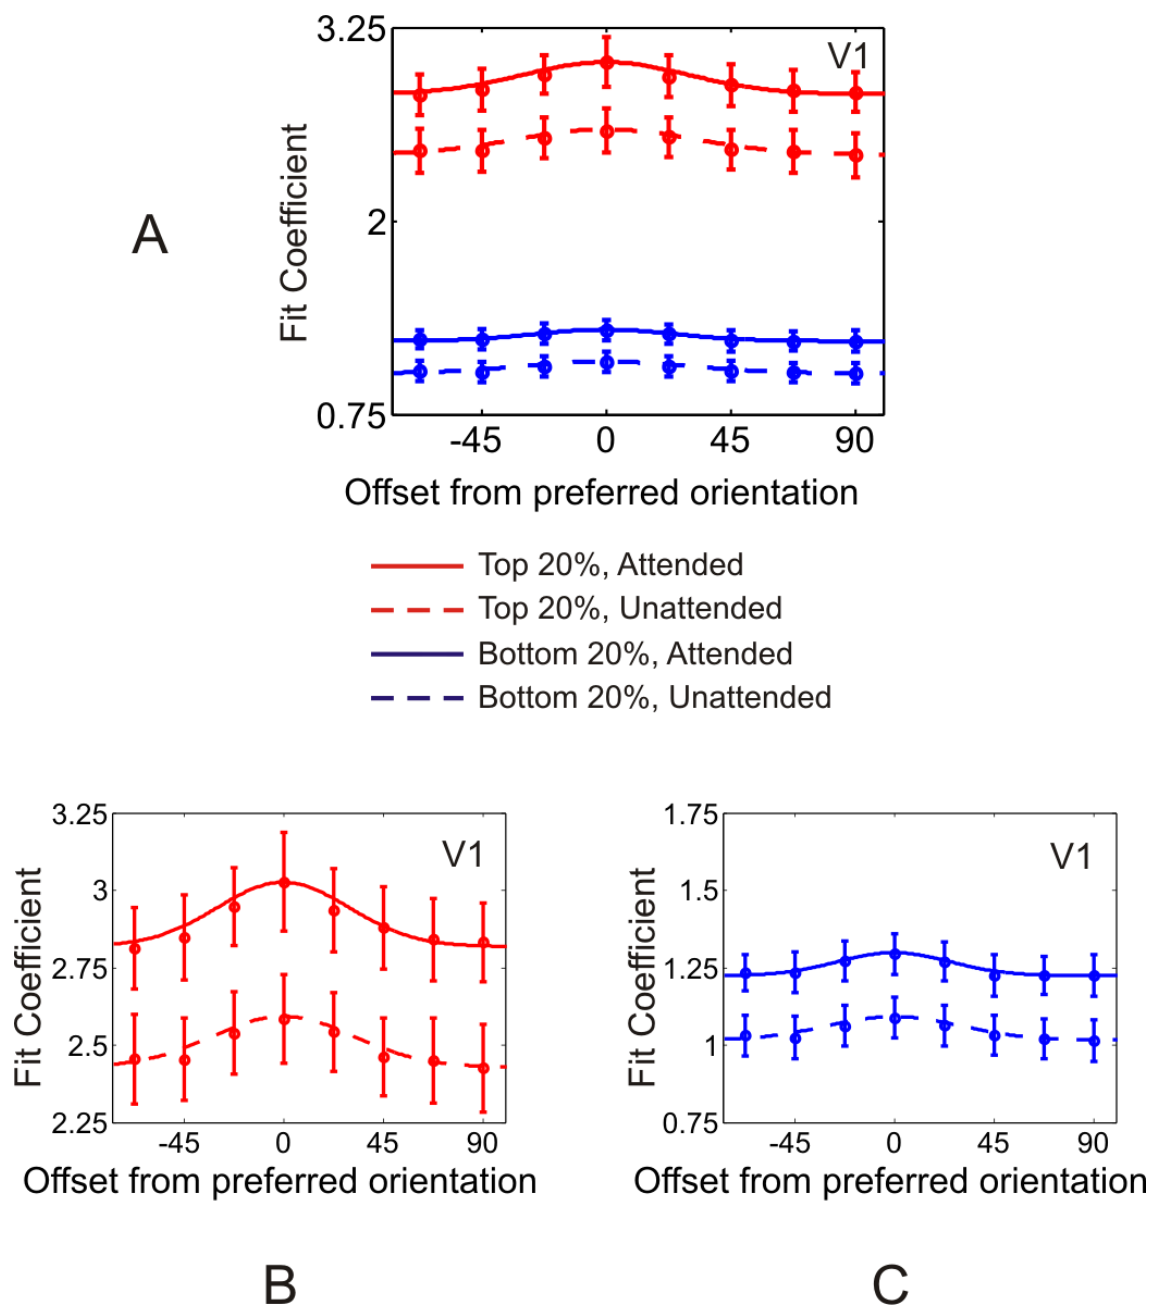 3.25
V1
A
Fit Coefficient
2
0.75
-45 0 45 90
Offset from preferred orientation
Top 20%, Attended
Top 20%, Unattended
Bottom 20%, Attended
Bottom 20%, Unattended
3.25
V1
3
2.75
2.5
2.25
Fit Coefficient
-45 0 45 90
Offset from preferred orientation
B
1.75
V1
1.5
1.25
1
0.75
Fit Coefficient
-45 0 45 90
Offset from preferred orientation
C